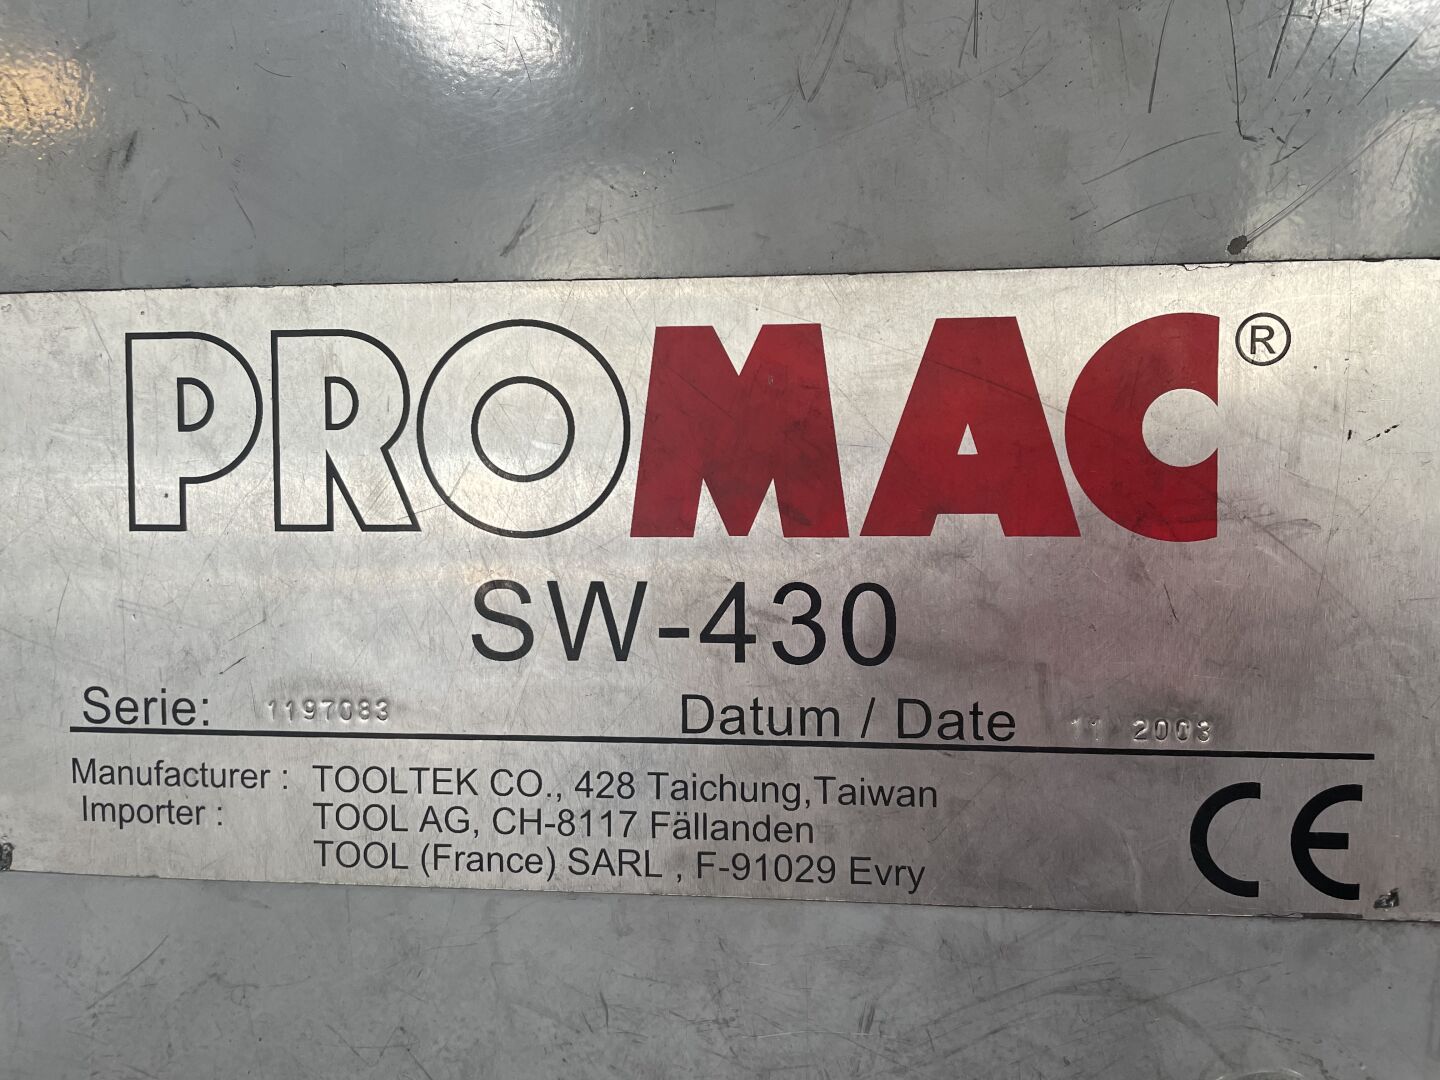 PROMAC®
SW-430
Serie: 1197083 Datum / Date 11 2003
Manufacturer : TOOLTEK CO., 428 Taichung,Taiwan
Importer : TOOL AG, CH-8117 Fällanden
TOOL (France) SARL , F-91029 Evry
CE